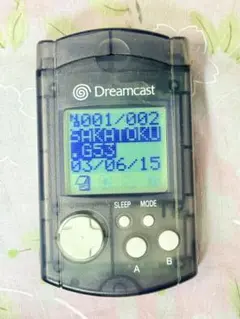 Dreamcast
001/002
SAKATOKU
.G53
03/06/15
SLEEP MODE
A
B